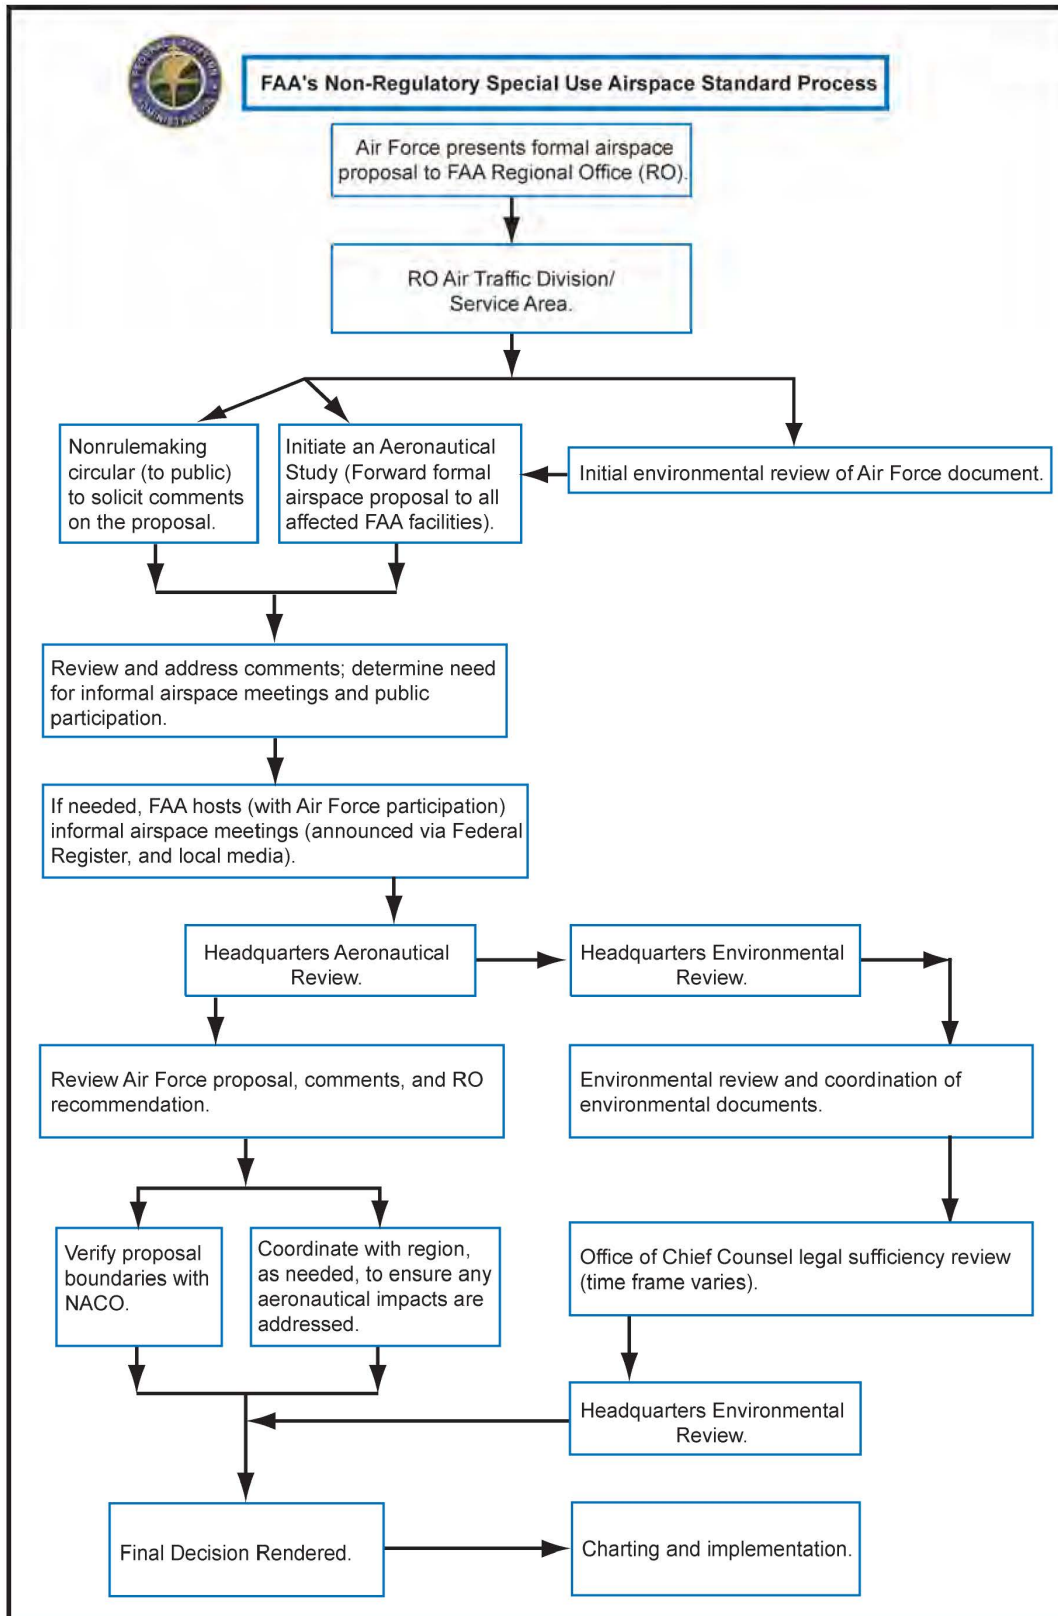 FEDERAL AVIATION
ADMINISTRATION
FAA's Non-Regulatory Special Use Airspace Standard Process
Air Force presents formal airspace
proposal to FAA Regional Office (RO).
RO Air Traffic Division/
Service Area.
Nonrulemaking
circular (to public)
to solicit comments
on the proposal.
Initiate an Aeronautical
Study (Forward formal
airspace proposal to all
affected FAA facilities).
Initial environmental review of Air Force document.
Review and address comments; determine need
for informal airspace meetings and public
participation.
If needed, FAA hosts (with Air Force participation)
informal airspace meetings (announced via Federal
Register, and local media).
Headquarters Aeronautical
Review.
Headquarters Environmental
Review.
Review Air Force proposal, comments, and RO
recommendation.
Environmental review and coordination of
environmental documents.
Verify proposal
boundaries with
NACO.
Coordinate with region,
as needed, to ensure any
aeronautical impacts are
addressed.
Office of Chief Counsel legal sufficiency review
(time frame varies).
Headquarters Environmental
Review.
Final Decision Rendered.
Charting and implementation.